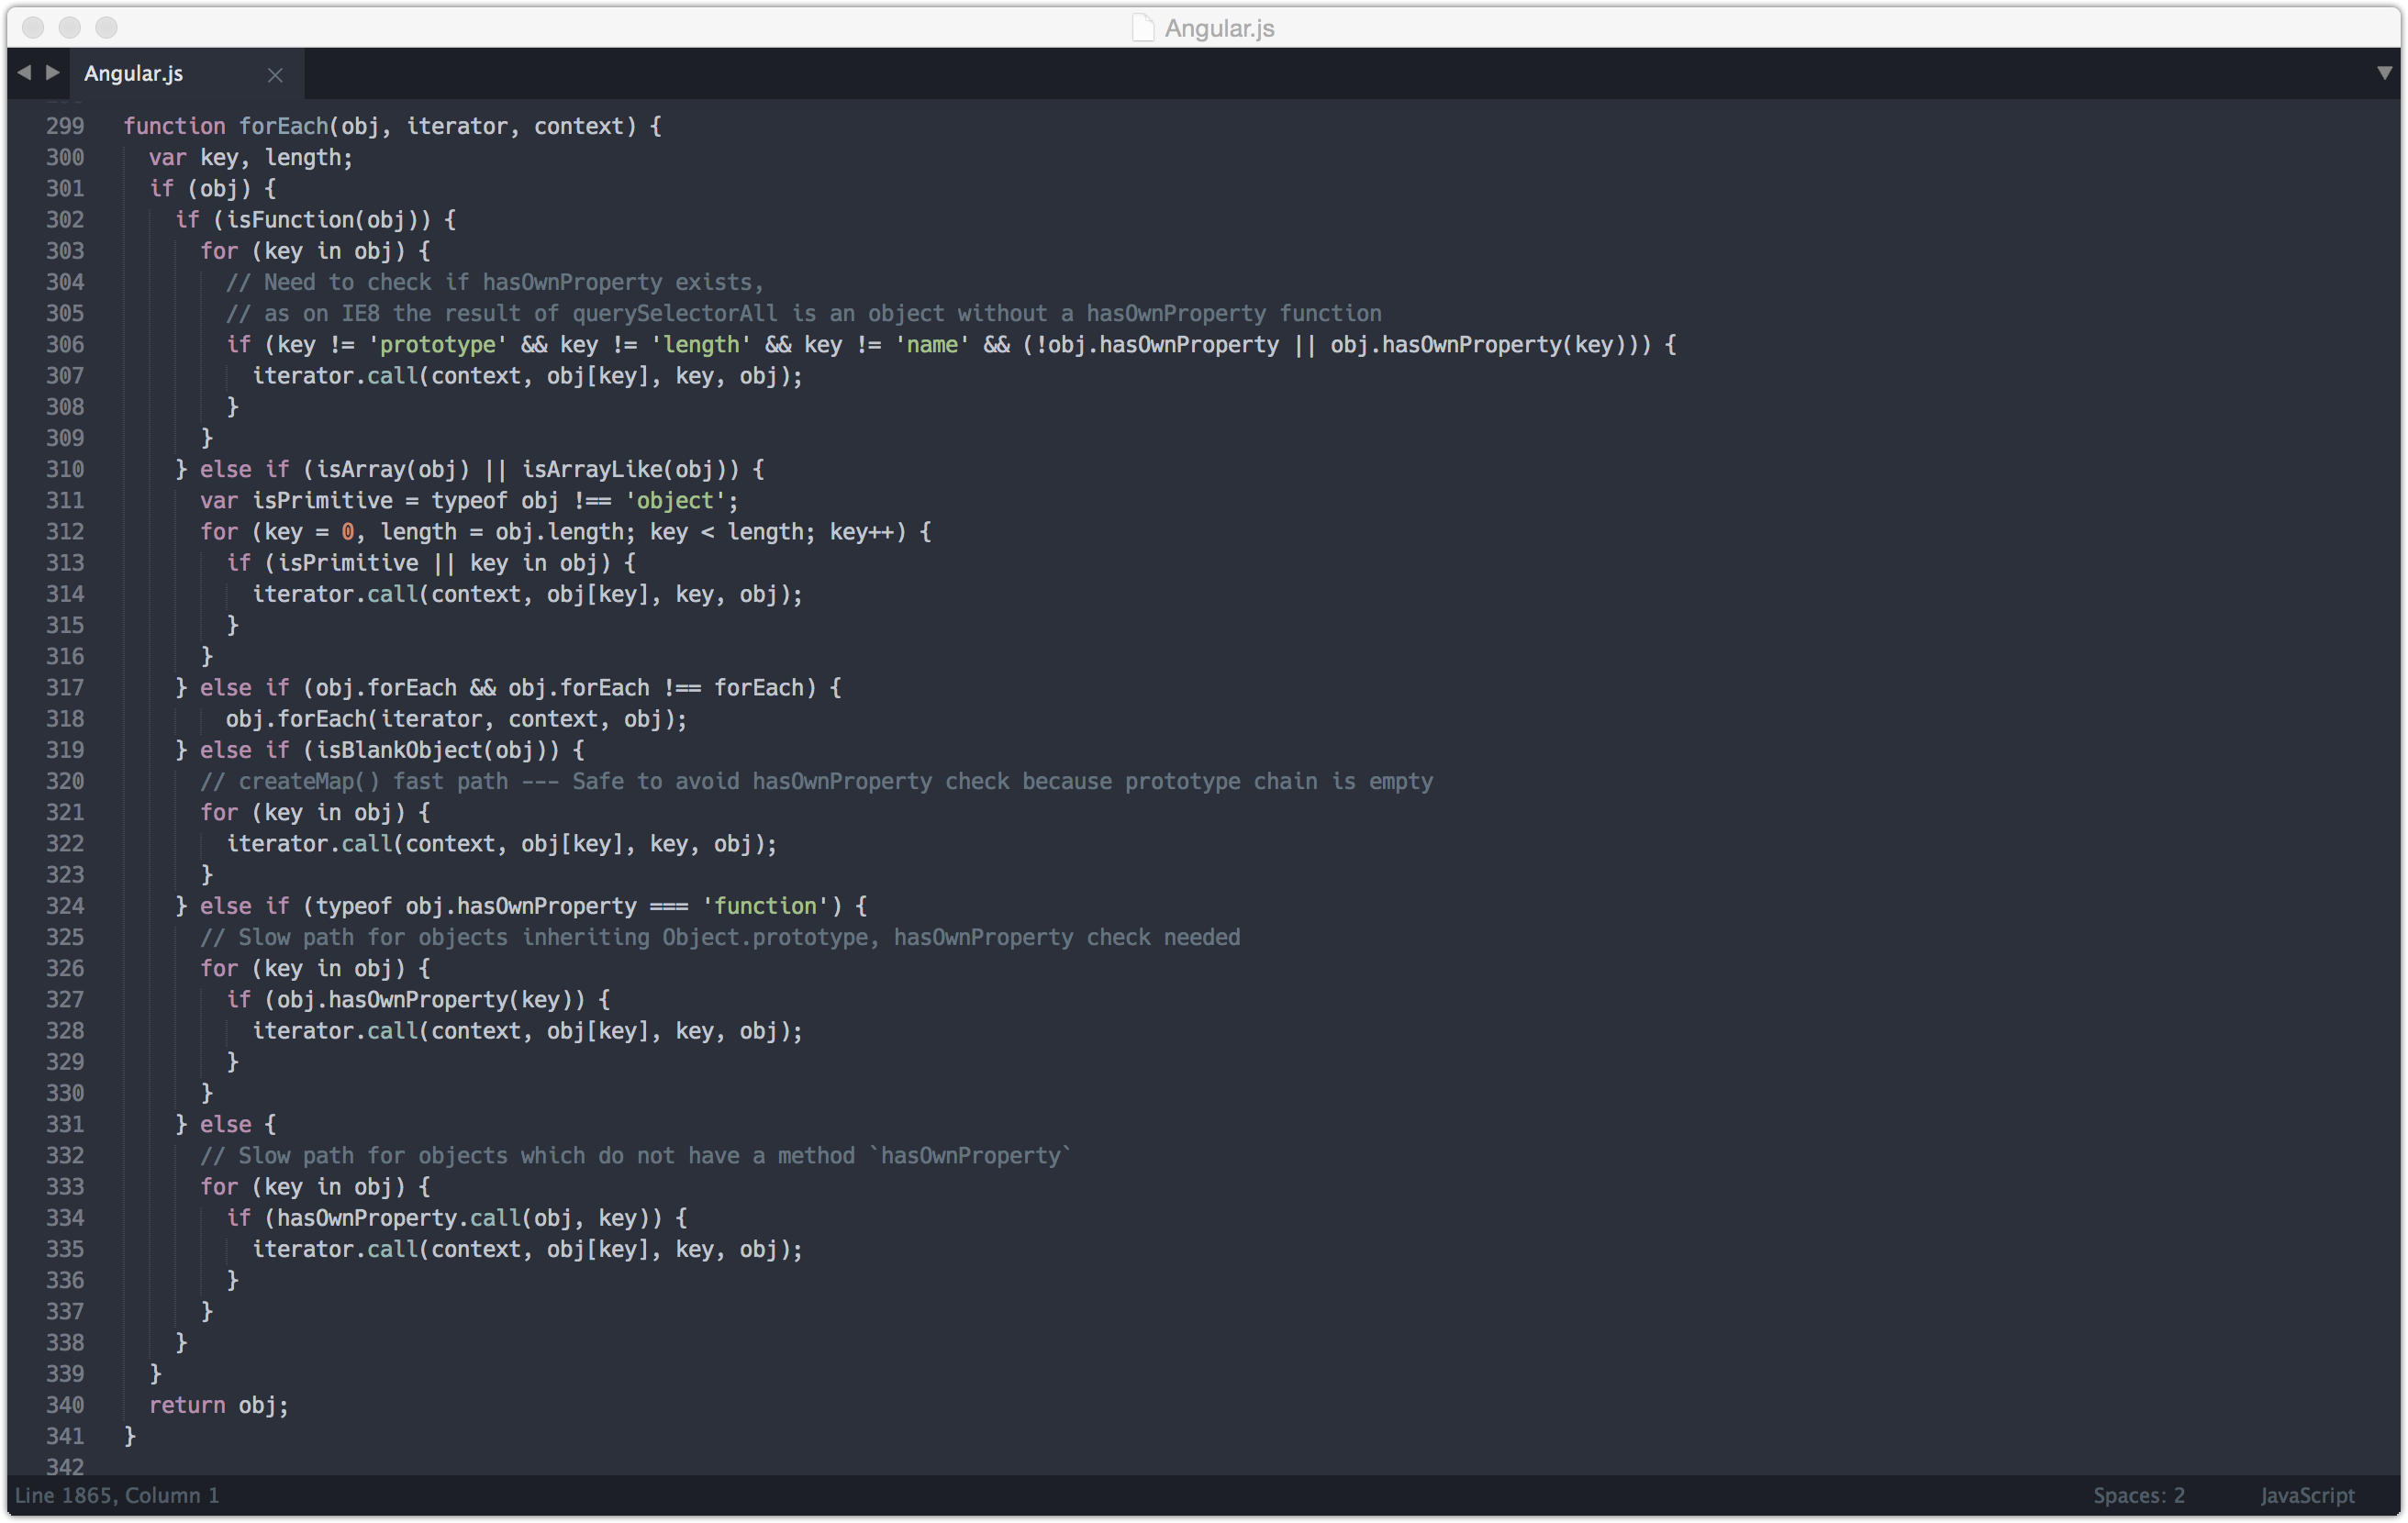 Angular.js
Angular.js
299 function forEach(obj, iterator, context) {
300   var key, length;
301   if (obj) {
302     if (isFunction(obj)) {
303       for (key in obj) {
304         // Need to check if hasOwnProperty exists,
305         // as on IE8 the result of querySelectorAll is an object without a hasOwnProperty function
306         if (key != 'prototype' && key != 'length' && key != 'name' && (!obj.hasOwnProperty || obj.hasOwnProperty(key))) {
307           iterator.call(context, obj[key], key, obj);
308         }
309       }
310     } else if (isArray(obj) || isArrayLike(obj)) {
311       var isPrimitive = typeof obj !== 'object';
312       for (key = 0, length = obj.length; key < length; key++) {
313         if (isPrimitive || key in obj) {
314           iterator.call(context, obj[key], key, obj);
315         }
316       }
317     } else if (obj.forEach && obj.forEach !== forEach) {
318         obj.forEach(iterator, context, obj);
319     } else if (isBlankObject(obj)) {
320       // createMap() fast path --- Safe to avoid hasOwnProperty check because prototype chain is empty
321       for (key in obj) {
322         iterator.call(context, obj[key], key, obj);
323       }
324     } else if (typeof obj.hasOwnProperty === 'function') {
325       // Slow path for objects inheriting Object.prototype, hasOwnProperty check needed
326       for (key in obj) {
327         if (obj.hasOwnProperty(key)) {
328           iterator.call(context, obj[key], key, obj);
329         }
330       }
331     } else {
332       // Slow path for objects which do not have a method `hasOwnProperty`
333       for (key in obj) {
334         if (hasOwnProperty.call(obj, key)) {
335           iterator.call(context, obj[key], key, obj);
336         }
337       }
338     }
339   }
340   return obj;
341 }
342
Line 1865, Column 1 Spaces: 2 JavaScript